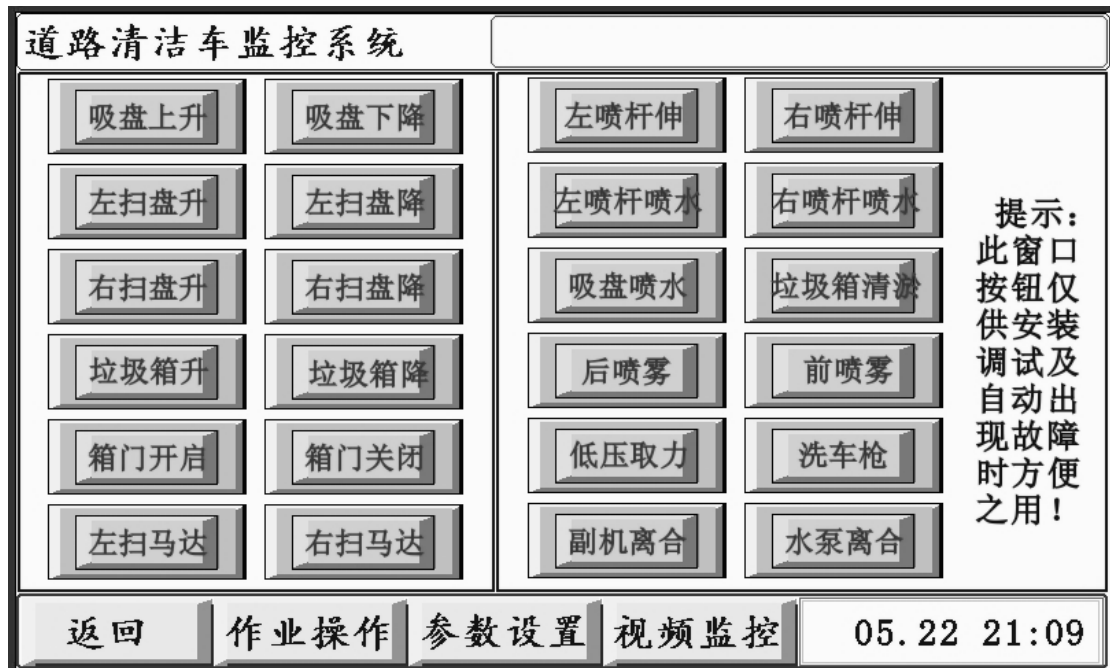 道路清洁车监控系统
吸盘上升 吸盘下降 左喷杆伸 右喷杆伸
左扫盘升 左扫盘降 左喷杆喷水 右喷杆喷水
右扫盘升 右扫盘降 吸盘喷水 垃圾箱清淤
垃圾箱升 垃圾箱降 后喷雾 前喷雾
箱门开启 箱门关闭 低压取力 洗车枪
左扫马达 右扫马达 副机离合 水泵离合
提示：
此窗口
按钮仅
供安装
调试及
自动出
现故障
时方便
之用！
返回 作业操作 参数设置 视频监控 05.22 21:09